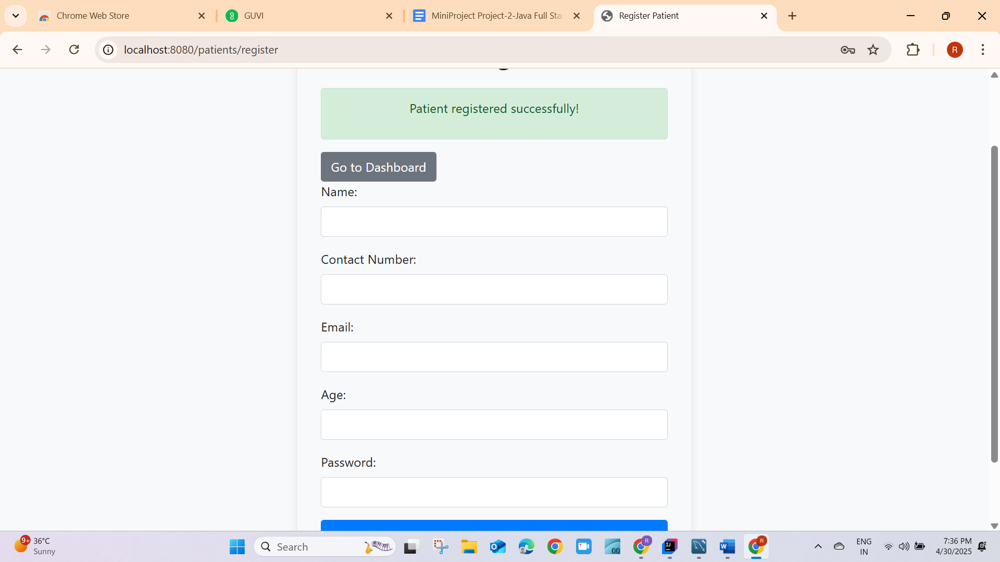 Chrome Web Store
GUVI
MiniProject Project-2-Java Full Sta
Register Patient
localhost:8080/patients/register
R
Patient registered successfully!
Go to Dashboard
Name:
Contact Number:
Email:
Age:
Password:
9+
36°C
Sunny
Search
00
R
IJ
W
R
ENG
IN
7:36 PM
4/30/2025